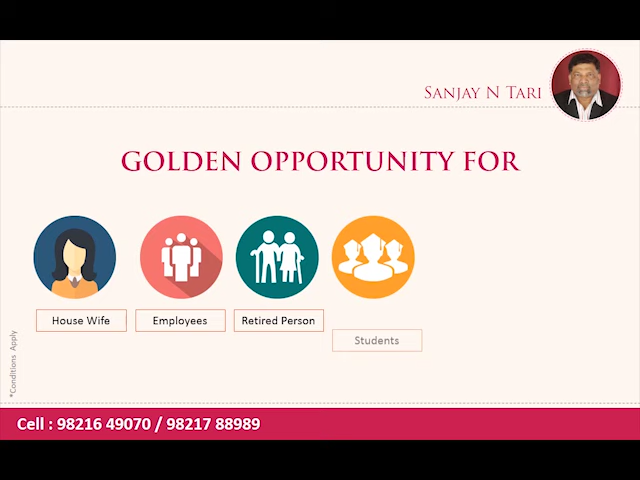 SANJAY N TARI
GOLDEN OPPORTUNITY FOR
House Wife
Employees
Retired Person
Students
*Conditions Apply
Cell : 98216 49070 / 98217 88989